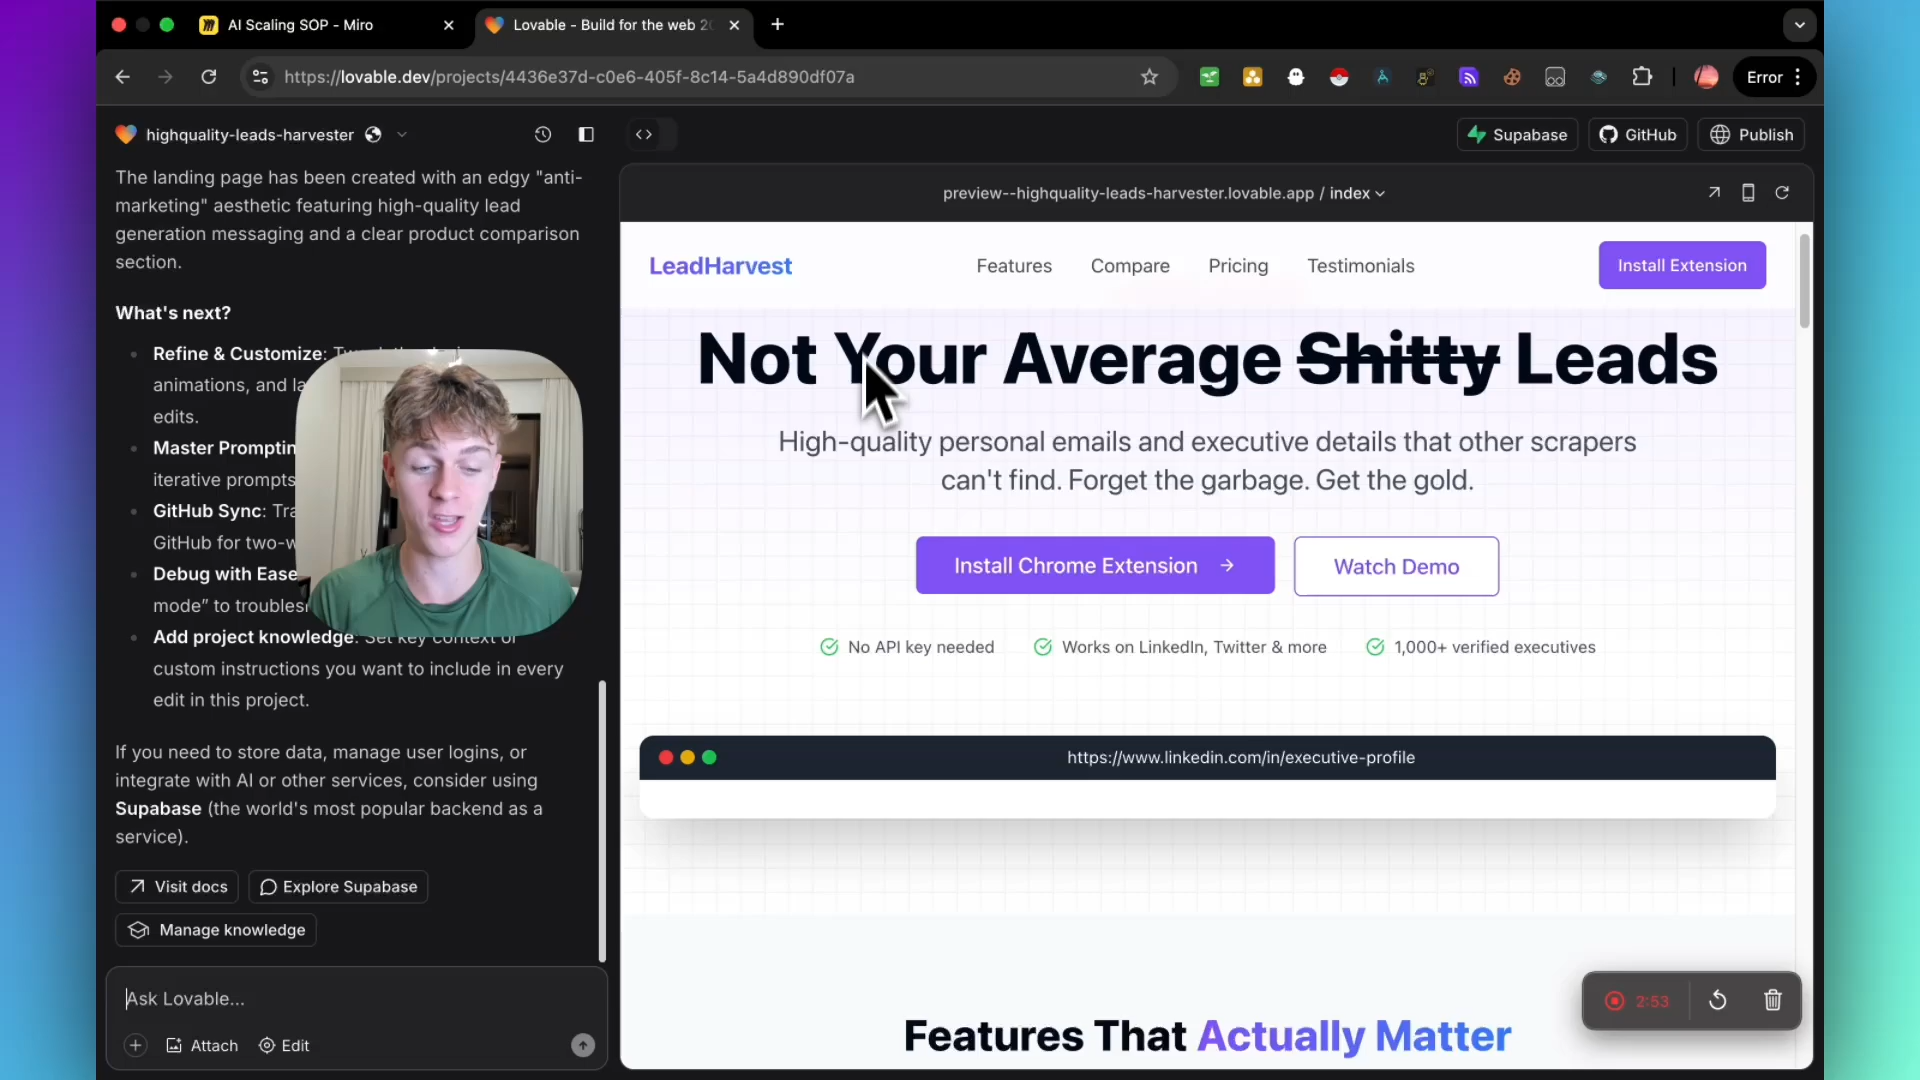 AI Scaling SOP - Miro
Lovable - Build for the web
https://lovable.dev/projects/4436e37d-c0e6-405f-8c14-5a4d890df07a
Error
highquality-leads-harvester
Supabase
GitHub
Publish
The landing page has been created with an edgy "anti-
marketing" aesthetic featuring high-quality lead
generation messaging and a clear product comparison
section.
What's next?
Refine & Customize:
animations, and
edits.
Master
iterative prompts
GitHub Sync:
GitHub for
Debug with Ease
mode” to
Add project knowledge: Set key context or
custom instructions you want to include in every
edit in this project.
If you need to store data, manage user logins, or
integrate with AI or other services, consider using
Supabase (the world's most popular backend as a
service).
Visit docs
Explore Supabase
Manage knowledge
Ask Lovable...
Attach
Edit
preview--highquality-leads-harvester.lovable.app / index
LeadHarvest
Features
Compare
Pricing
Testimonials
Install Extension
Not Your Average Shitty Leads
High-quality personal emails and executive details that other scrapers
can't find. Forget the garbage. Get the gold.
Install Chrome Extension
Watch Demo
No API key needed
Works on LinkedIn, Twitter & more
1,000+ verified executives
https://www.linkedin.com/in/executive-profile
Features That Actually Matter
2:53